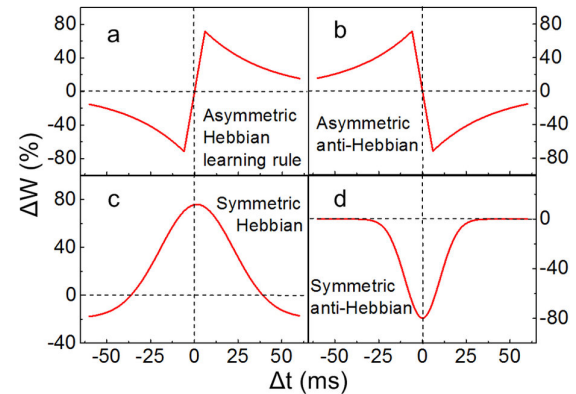 80
40
0
-40
-80
a
Asymmetric
Hebbian
learning rule
b
Asymmetric
anti-Hebbian
80
40
0
-40
-80
ΔW (%)
80
40
0
-40
c
Symmetric
Hebbian
d
Symmetric
anti-Hebbian
0
-40
-80
-50 -25 0 25 50
-50 -25 0 25 50
Δt (ms)